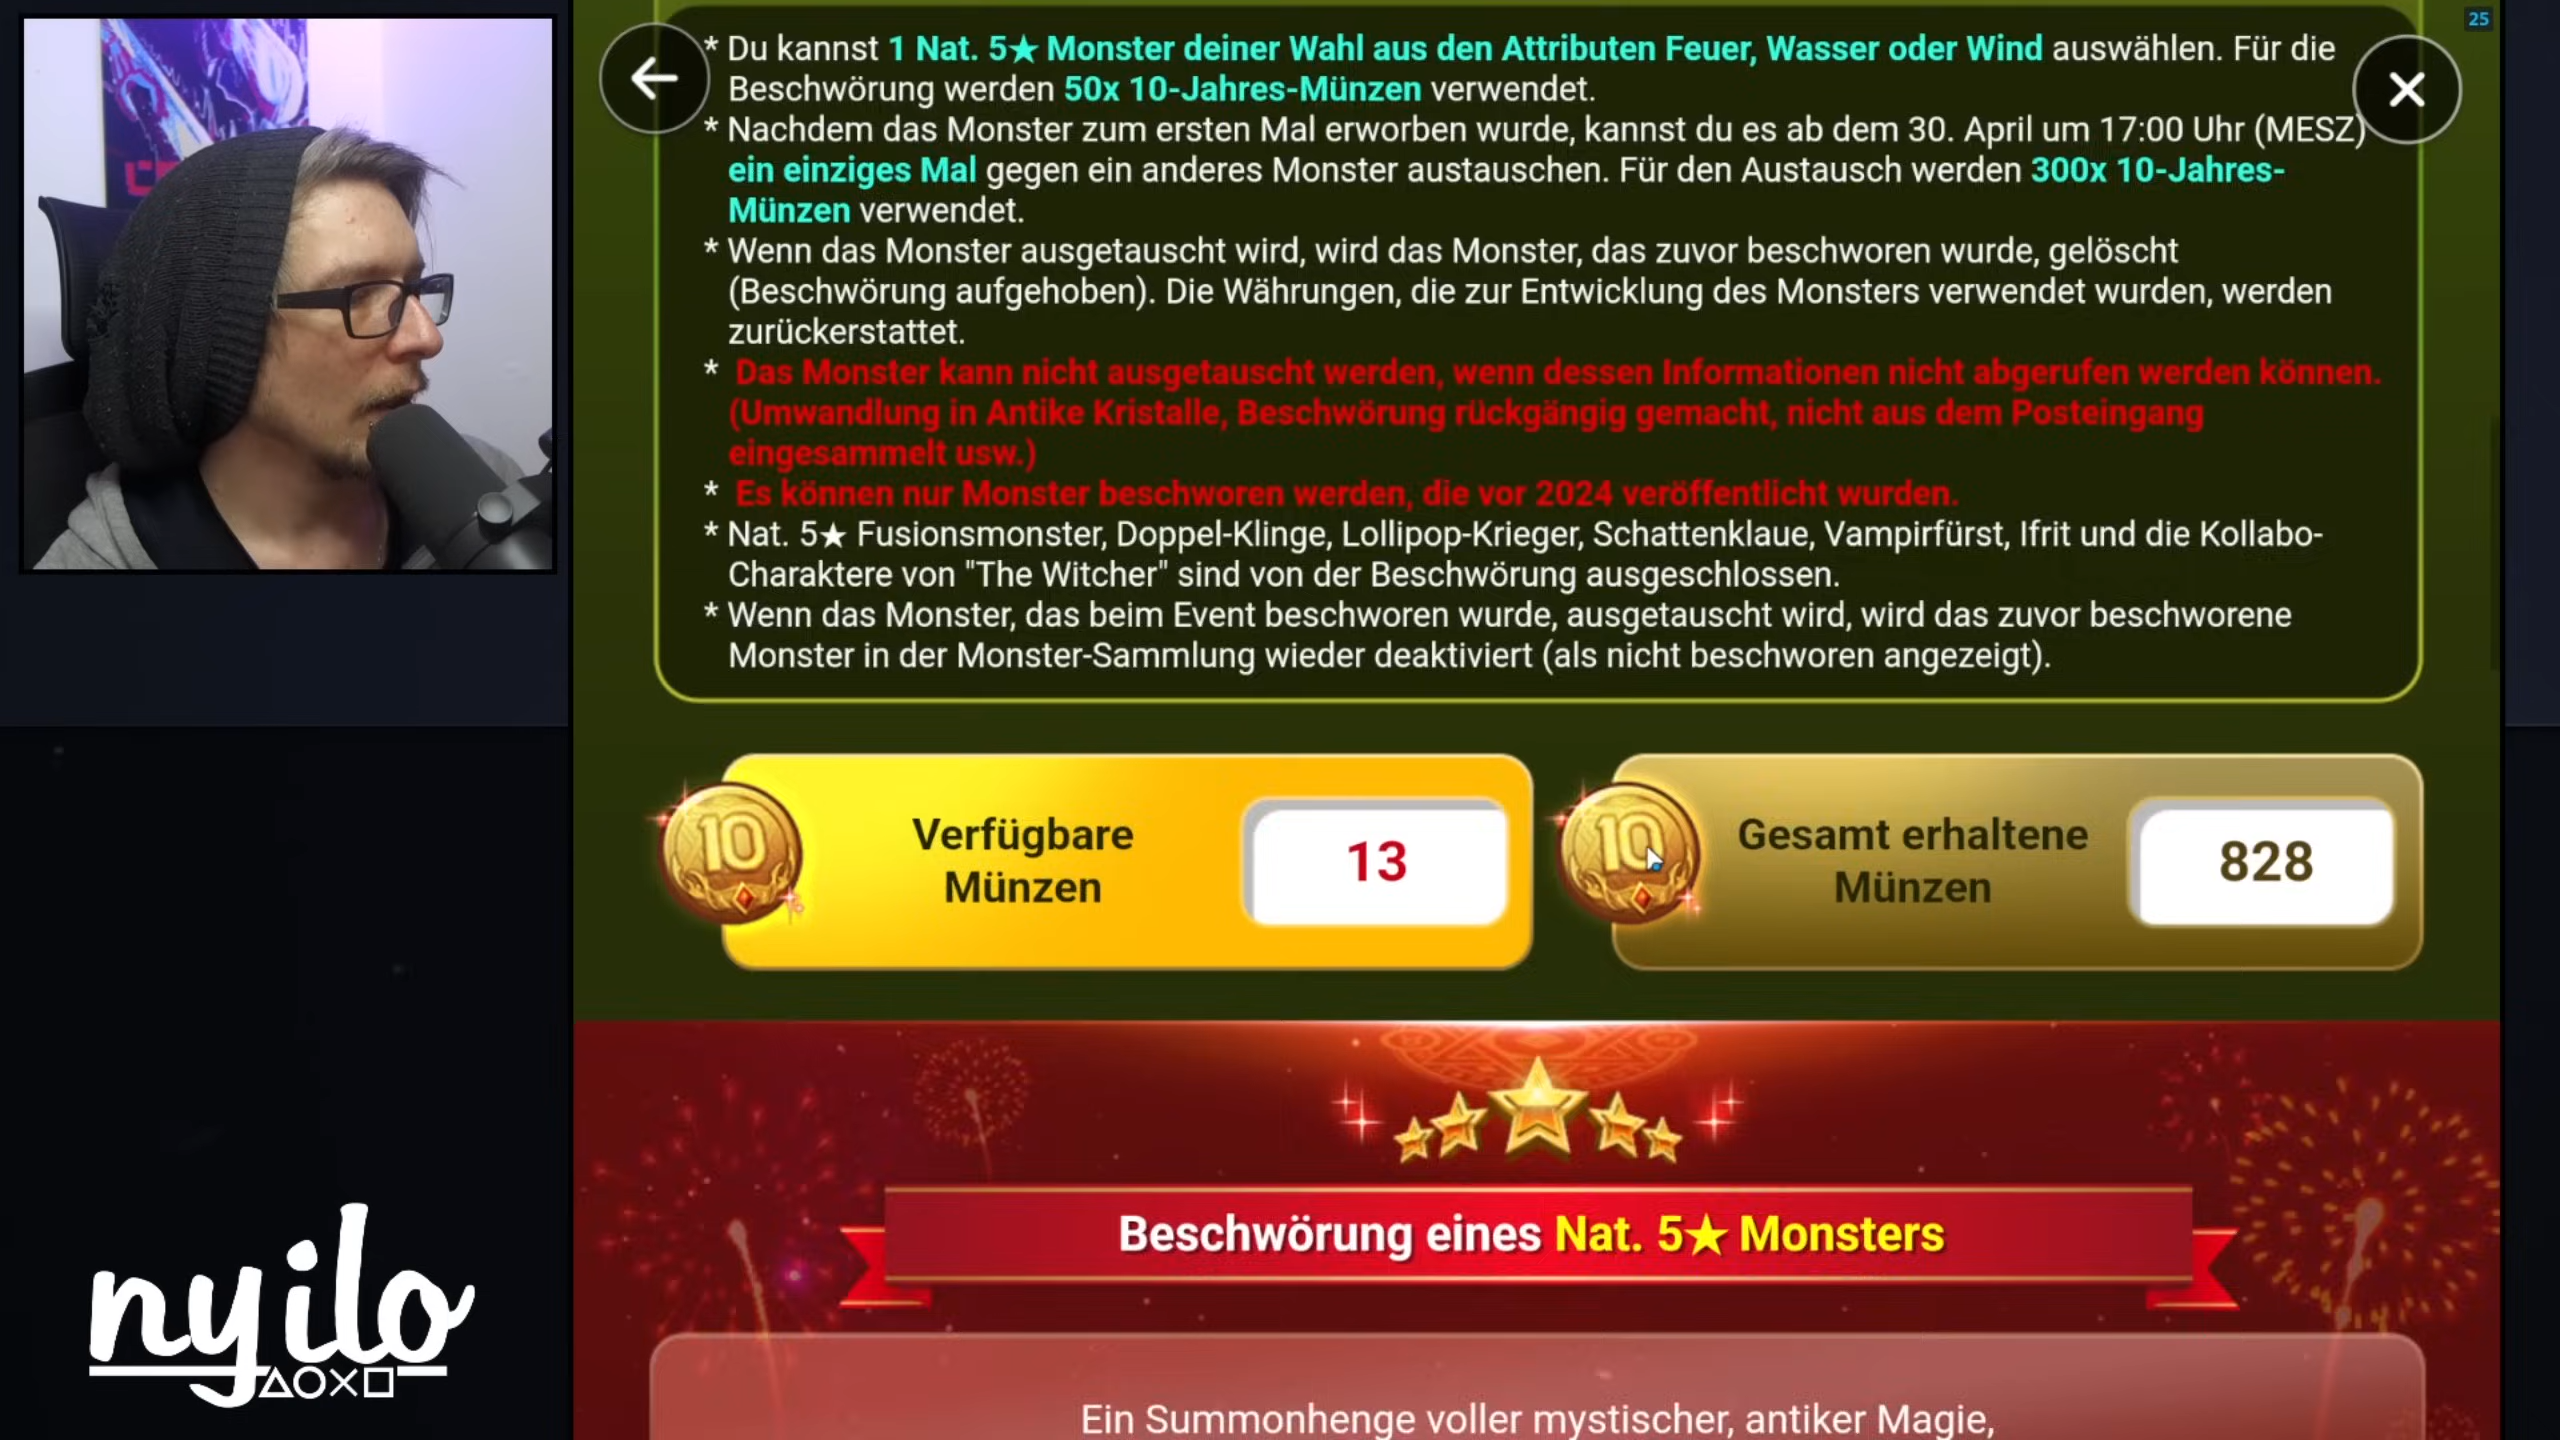 25
* Du kannst 1 Nat. 5★ Monster deiner Wahl aus den Attributen Feuer, Wasser oder Wind auswählen. Für die
Beschwörung werden 50x 10-Jahres-Münzen verwendet.
* Nachdem das Monster zum ersten Mal erworben wurde, kannst du es ab dem 30. April um 17:00 Uhr (MESZ)
ein einziges Mal gegen ein anderes Monster austauschen. Für den Austausch werden 300x 10-Jahres-
Münzen verwendet.
* Wenn das Monster ausgetauscht wird, wird das Monster, das zuvor beschworen wurde, gelöscht
(Beschwörung aufgehoben). Die Währungen, die zur Entwicklung des Monsters verwendet wurden, werden
zurückerstattet.
* Das Monster kann nicht ausgetauscht werden, wenn dessen Informationen nicht abgerufen werden können.
(Umwandlung in Antike Kristalle, Beschwörung rückgängig gemacht, nicht aus dem Posteingang
eingesammelt usw.)
* Es können nur Monster beschworen werden, die vor 2024 veröffentlicht wurden.
* Nat. 5★ Fusionsmonster, Doppel-Klinge, Lollipop-Krieger, Schattenklaue, Vampirfürst, Ifrit und die Kollabo-
Charaktere von "The Witcher" sind von der Beschwörung ausgeschlossen.
* Wenn das Monster, das beim Event beschworen wurde, ausgetauscht wird, wird das zuvor beschworene
Monster in der Monster-Sammlung wieder deaktiviert (als nicht beschworen angezeigt).
10
Verfügbare
Münzen
13
10
Gesamt erhaltene
Münzen
828
Beschwörung eines Nat. 5★ Monsters
Ein Summonhenge voller mystischer, antiker Magie,
nyilo